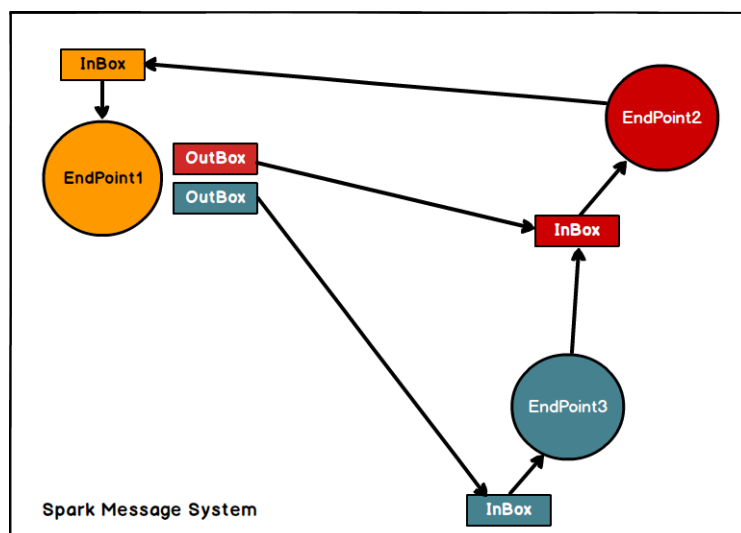 InBox
EndPoint1
OutBox
OutBox
EndPoint2
InBox
EndPoint3
InBox
Spark Message System